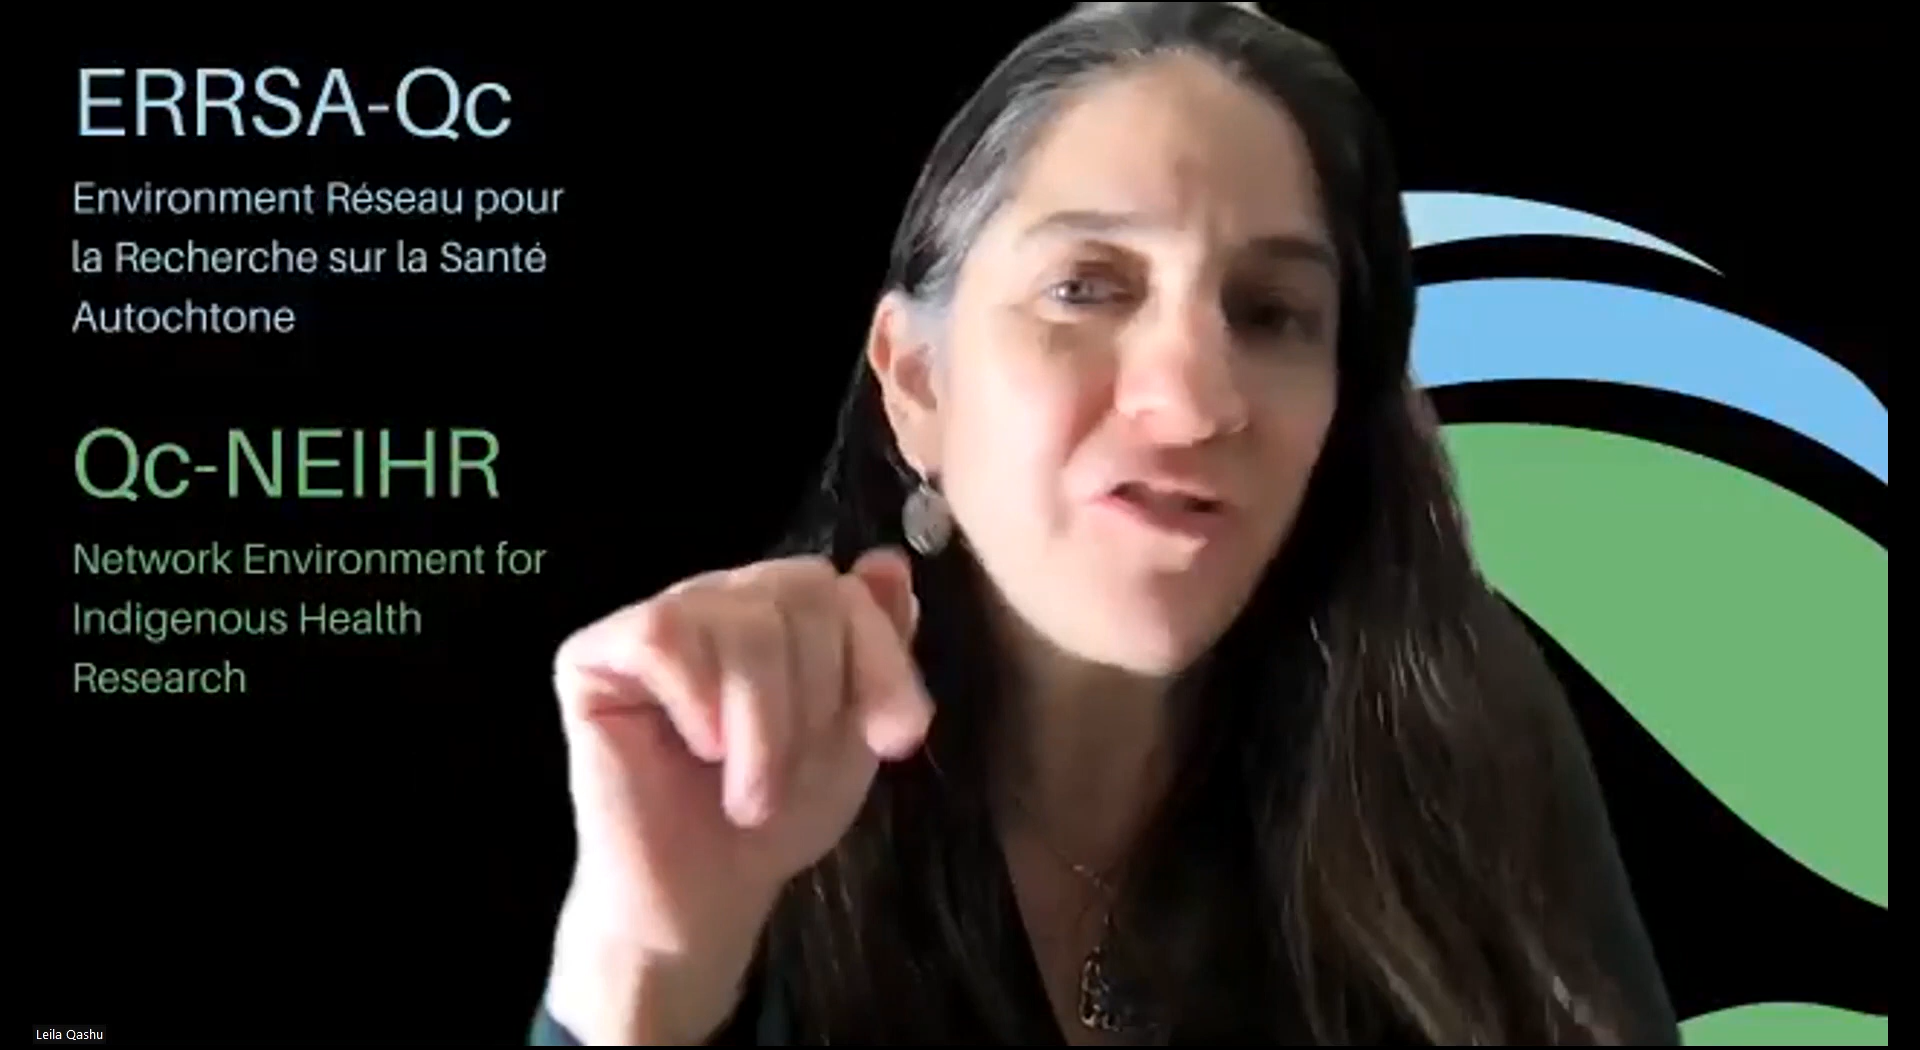 ERRSA-Qc
Environment Réseau pour
la Recherche sur la Santé
Autochtone
Qc-NEIHR
Network Environment for
Indigenous Health
Research
Leila Qashu